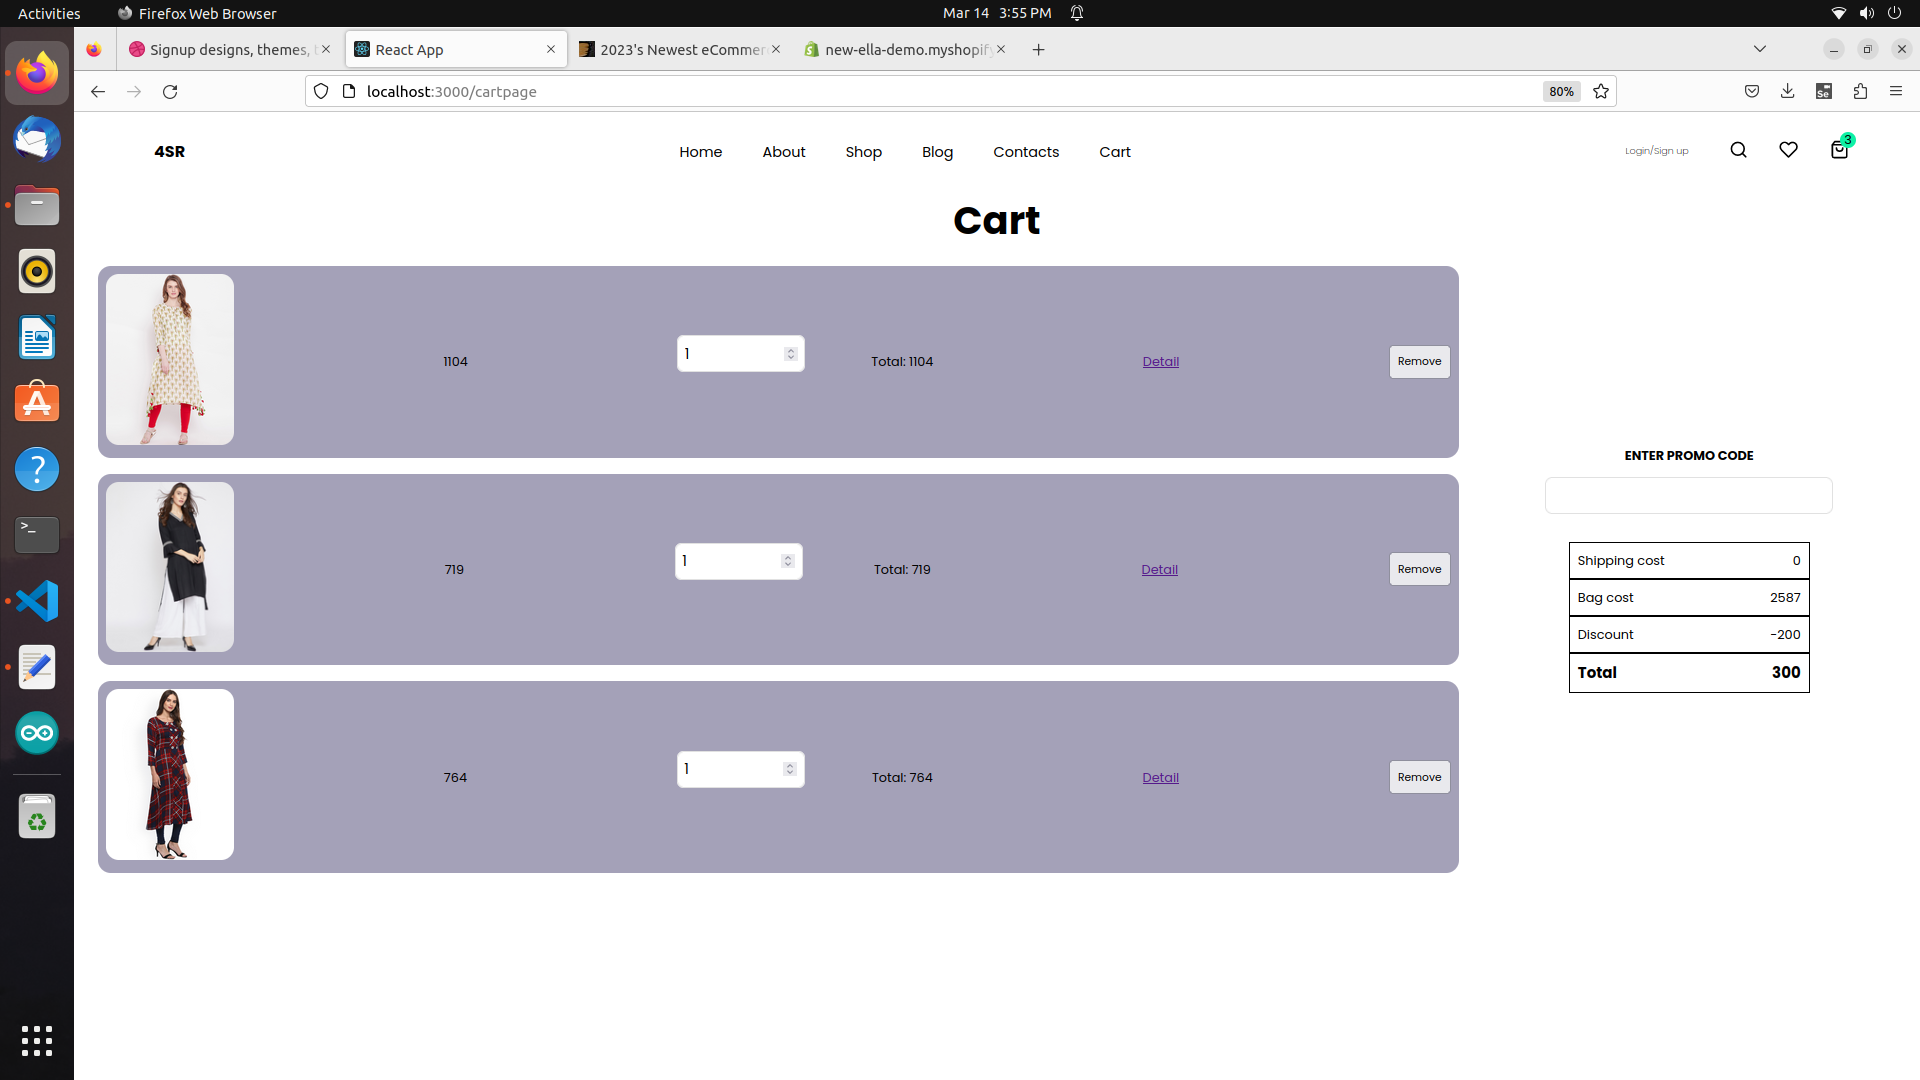 Activities Firefox Web Browser Mar 14 3:55 PM
Signup designs, themes, t React App 2023's Newest eCommer new-ella-demo.myshopify
localhost:3000/cartpage 80% Se
4SR Home About Shop Blog Contacts Cart Login/Sign up 3
Cart
1104 1 Total: 1104 Detail Remove
719 1 Total: 719 Detail Remove
764 1 Total: 764 Detail Remove
ENTER PROMO CODE
Shipping cost 0
Bag cost 2587
Discount -200
Total 300